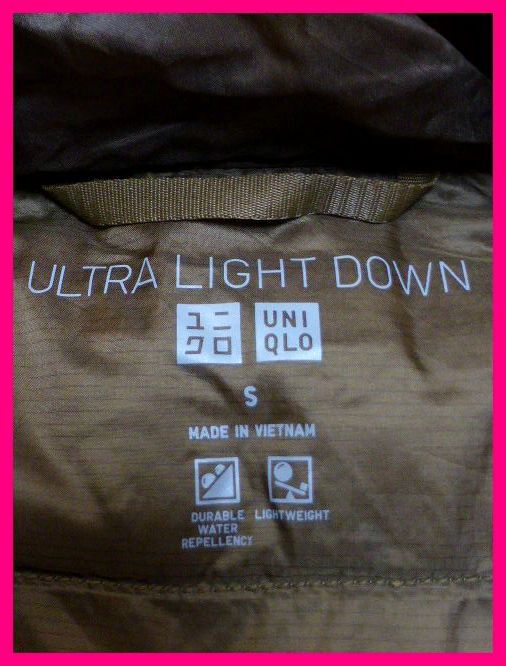 ULTRA LIGHT DOWN
ユニ UNI
クロ QLO
S
MADE IN VIETNAM
DURABLE LIGHTWEIGHT
WATER
REPELLENCY